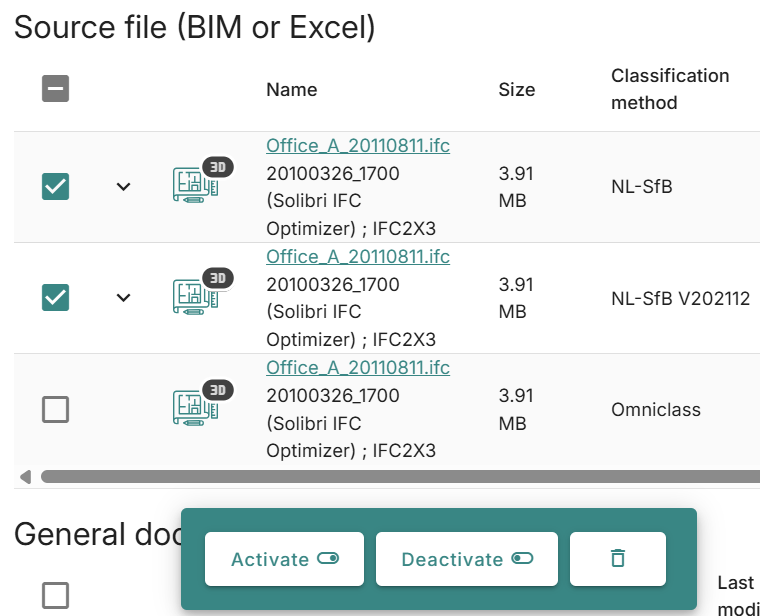 Source file (BIM or Excel)
Name
Size
Classification
method
3D
Office_A_20110811.ifc
20100326_1700
(Solibri IFC
Optimizer) ; IFC2X3
3.91
MB
NL-SfB
3D
Office_A_20110811.ifc
20100326_1700
(Solibri IFC
Optimizer) ; IFC2X3
3.91
MB
NL-SfB V202112
3D
Office_A_20110811.ifc
20100326_1700
(Solibri IFC
Optimizer) ; IFC2X3
3.91
MB
Omniclass
General doc
Activate
Deactivate
Last
modi